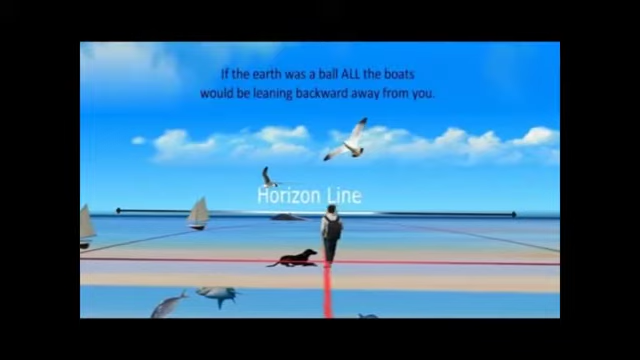 If the earth was a ball ALL the boats
would be leaning backward away from you.
Horizon Line